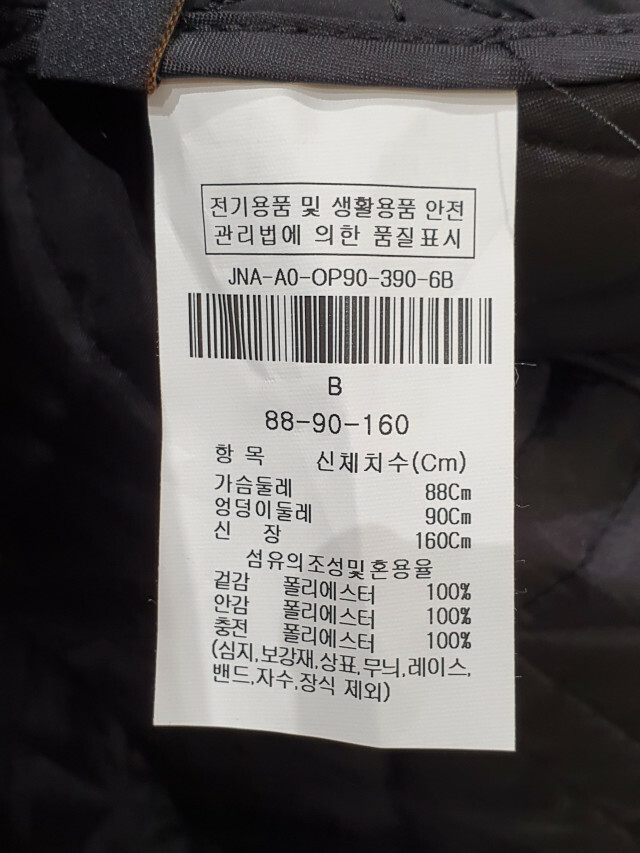 전기용품 및 생활용품 안전
관리법에 의한 품질표시
JNA-A0-OP90-390-6B
B
88-90-160
항 목 신체치수(Cm)
가슴둘레 88Cm
엉덩이둘레 90Cm
신 장 160Cm
섬유의조성및혼용율
겉감 폴리에스터 100%
안감 폴리에스터 100%
충전 폴리에스터 100%
(심지,보강재,상표,무늬,레이스,
밴드,자수,장식 제외)